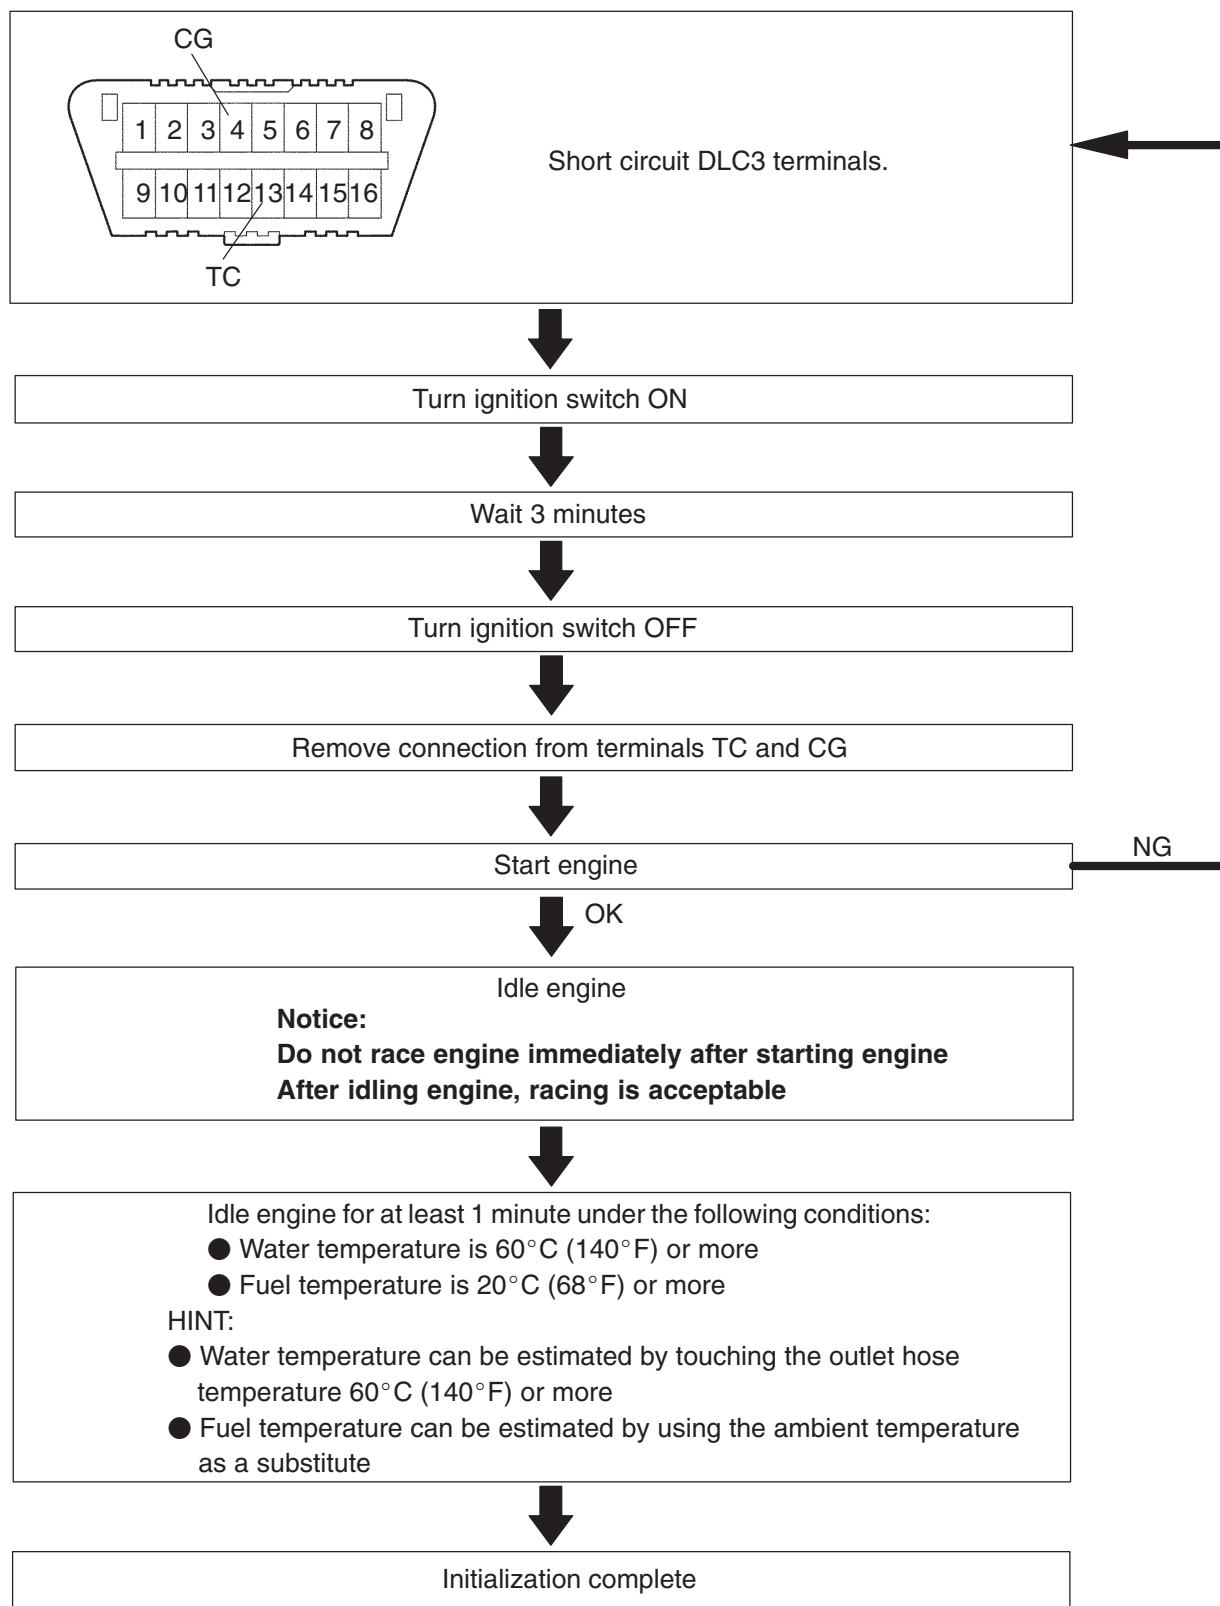 CG
1 2 3 4 5 6 7 8
Short circuit DLC3 terminals.
9 10 11 12 13 14 15 16
TC
Turn ignition switch ON
Wait 3 minutes
Turn ignition switch OFF
Remove connection from terminals TC and CG
Start engine
NG
OK
Idle engine
Notice:
Do not race engine immediately after starting engine
After idling engine, racing is acceptable
Idle engine for at least 1 minute under the following conditions:
● Water temperature is 60°C (140°F) or more
● Fuel temperature is 20°C (68°F) or more
HINT:
● Water temperature can be estimated by touching the outlet hose
temperature 60°C (140°F) or more
● Fuel temperature can be estimated by using the ambient temperature
as a substitute
Initialization complete